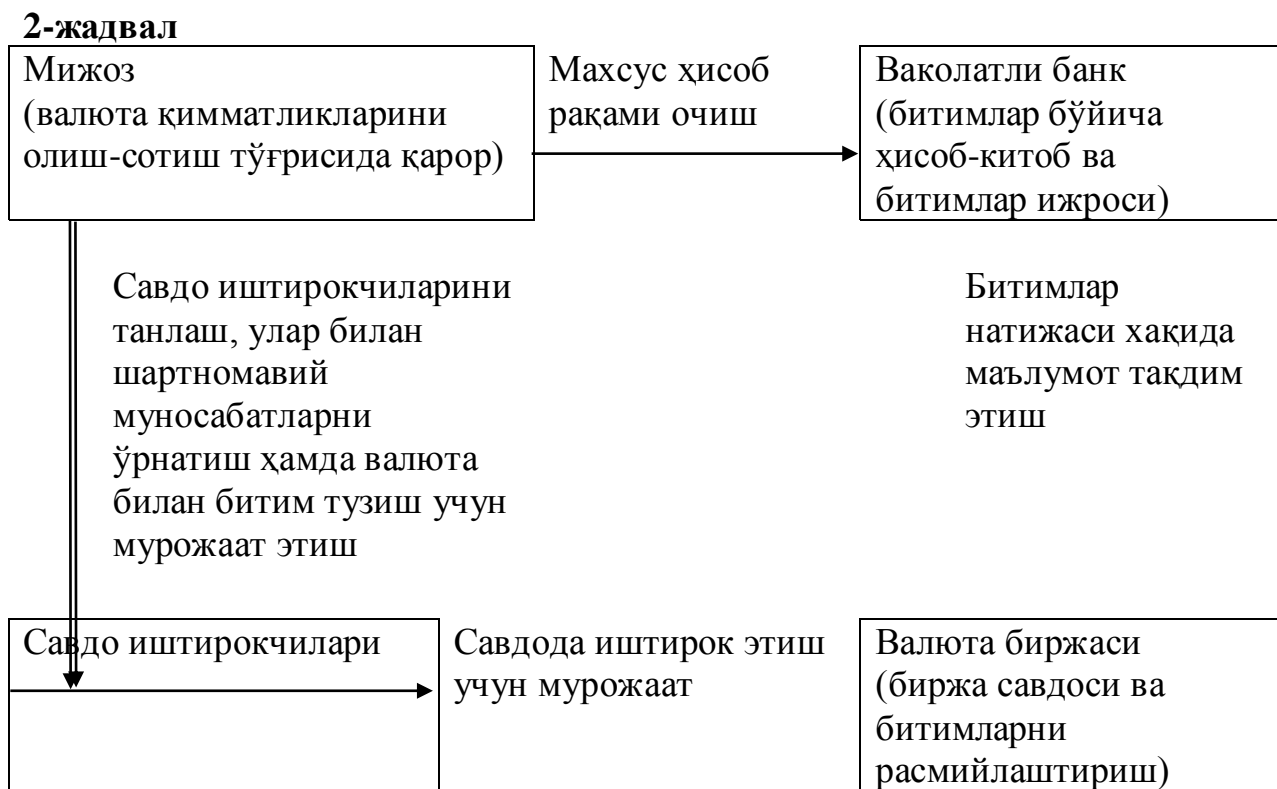 2-жадвал
Мижоз
(валюта қимматликларини
олиш-сотиш тўғрисида қарор)
Махсус ҳисоб
рақами очиш
Ваколатли банк
(битимлар бўйича
ҳисоб-китоб ва
битимлар ижроси)
Савдо иштирокчиларини
танлаш, улар билан
шартномавий
муносабатларни
ўрнатиш ҳамда валюта
билан битим тузиш учун
мурожаат этиш
Битимлар
натижаси хақида
маълумот тақдим
этиш
Савдо иштирокчилари
Савдода иштирок этиш
учун мурожаат
Валюта биржаси
(биржа савдоси ва
битимларни
расмийлаштириш)